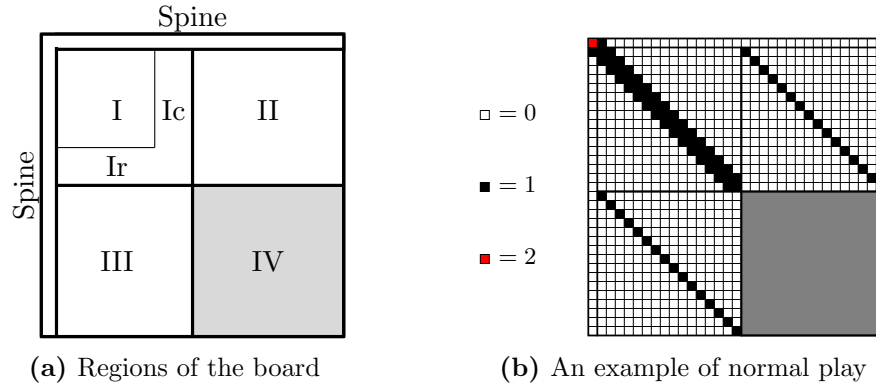 Spine
Spine
I
Ic
II
Ir
III
IV
= 0
= 1
= 2
(a) Regions of the board
(b) An example of normal play